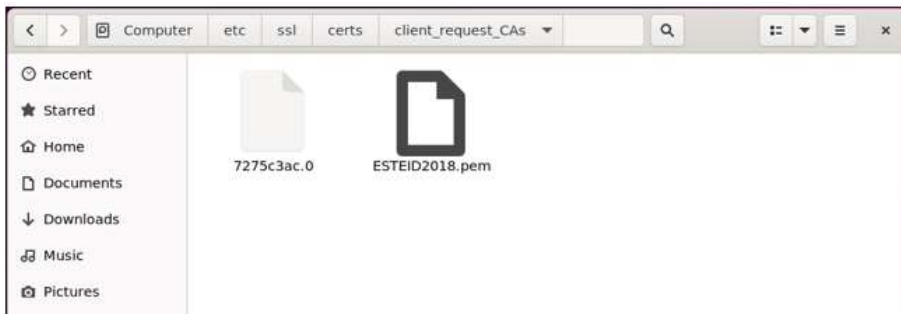 Computer etc ssl certs client_request_CAs
Recent
Starred
Home
Documents
Downloads
Music
Pictures
7275c3ac.0 ESTEID2018.pem